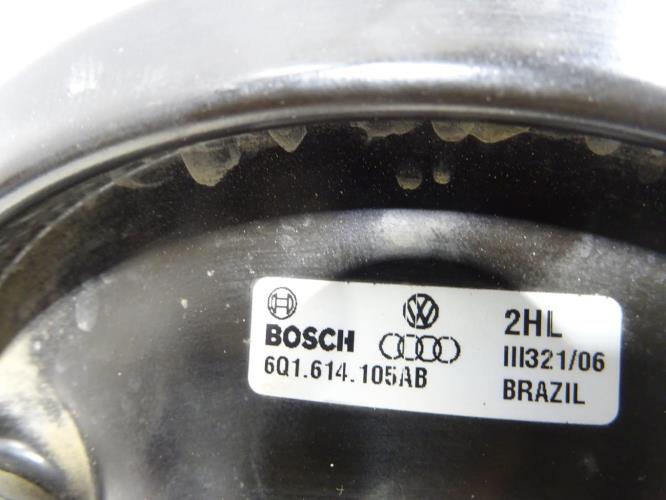 BOSCH
6Q1.614.105AB
2HL
III321/06
BRAZIL